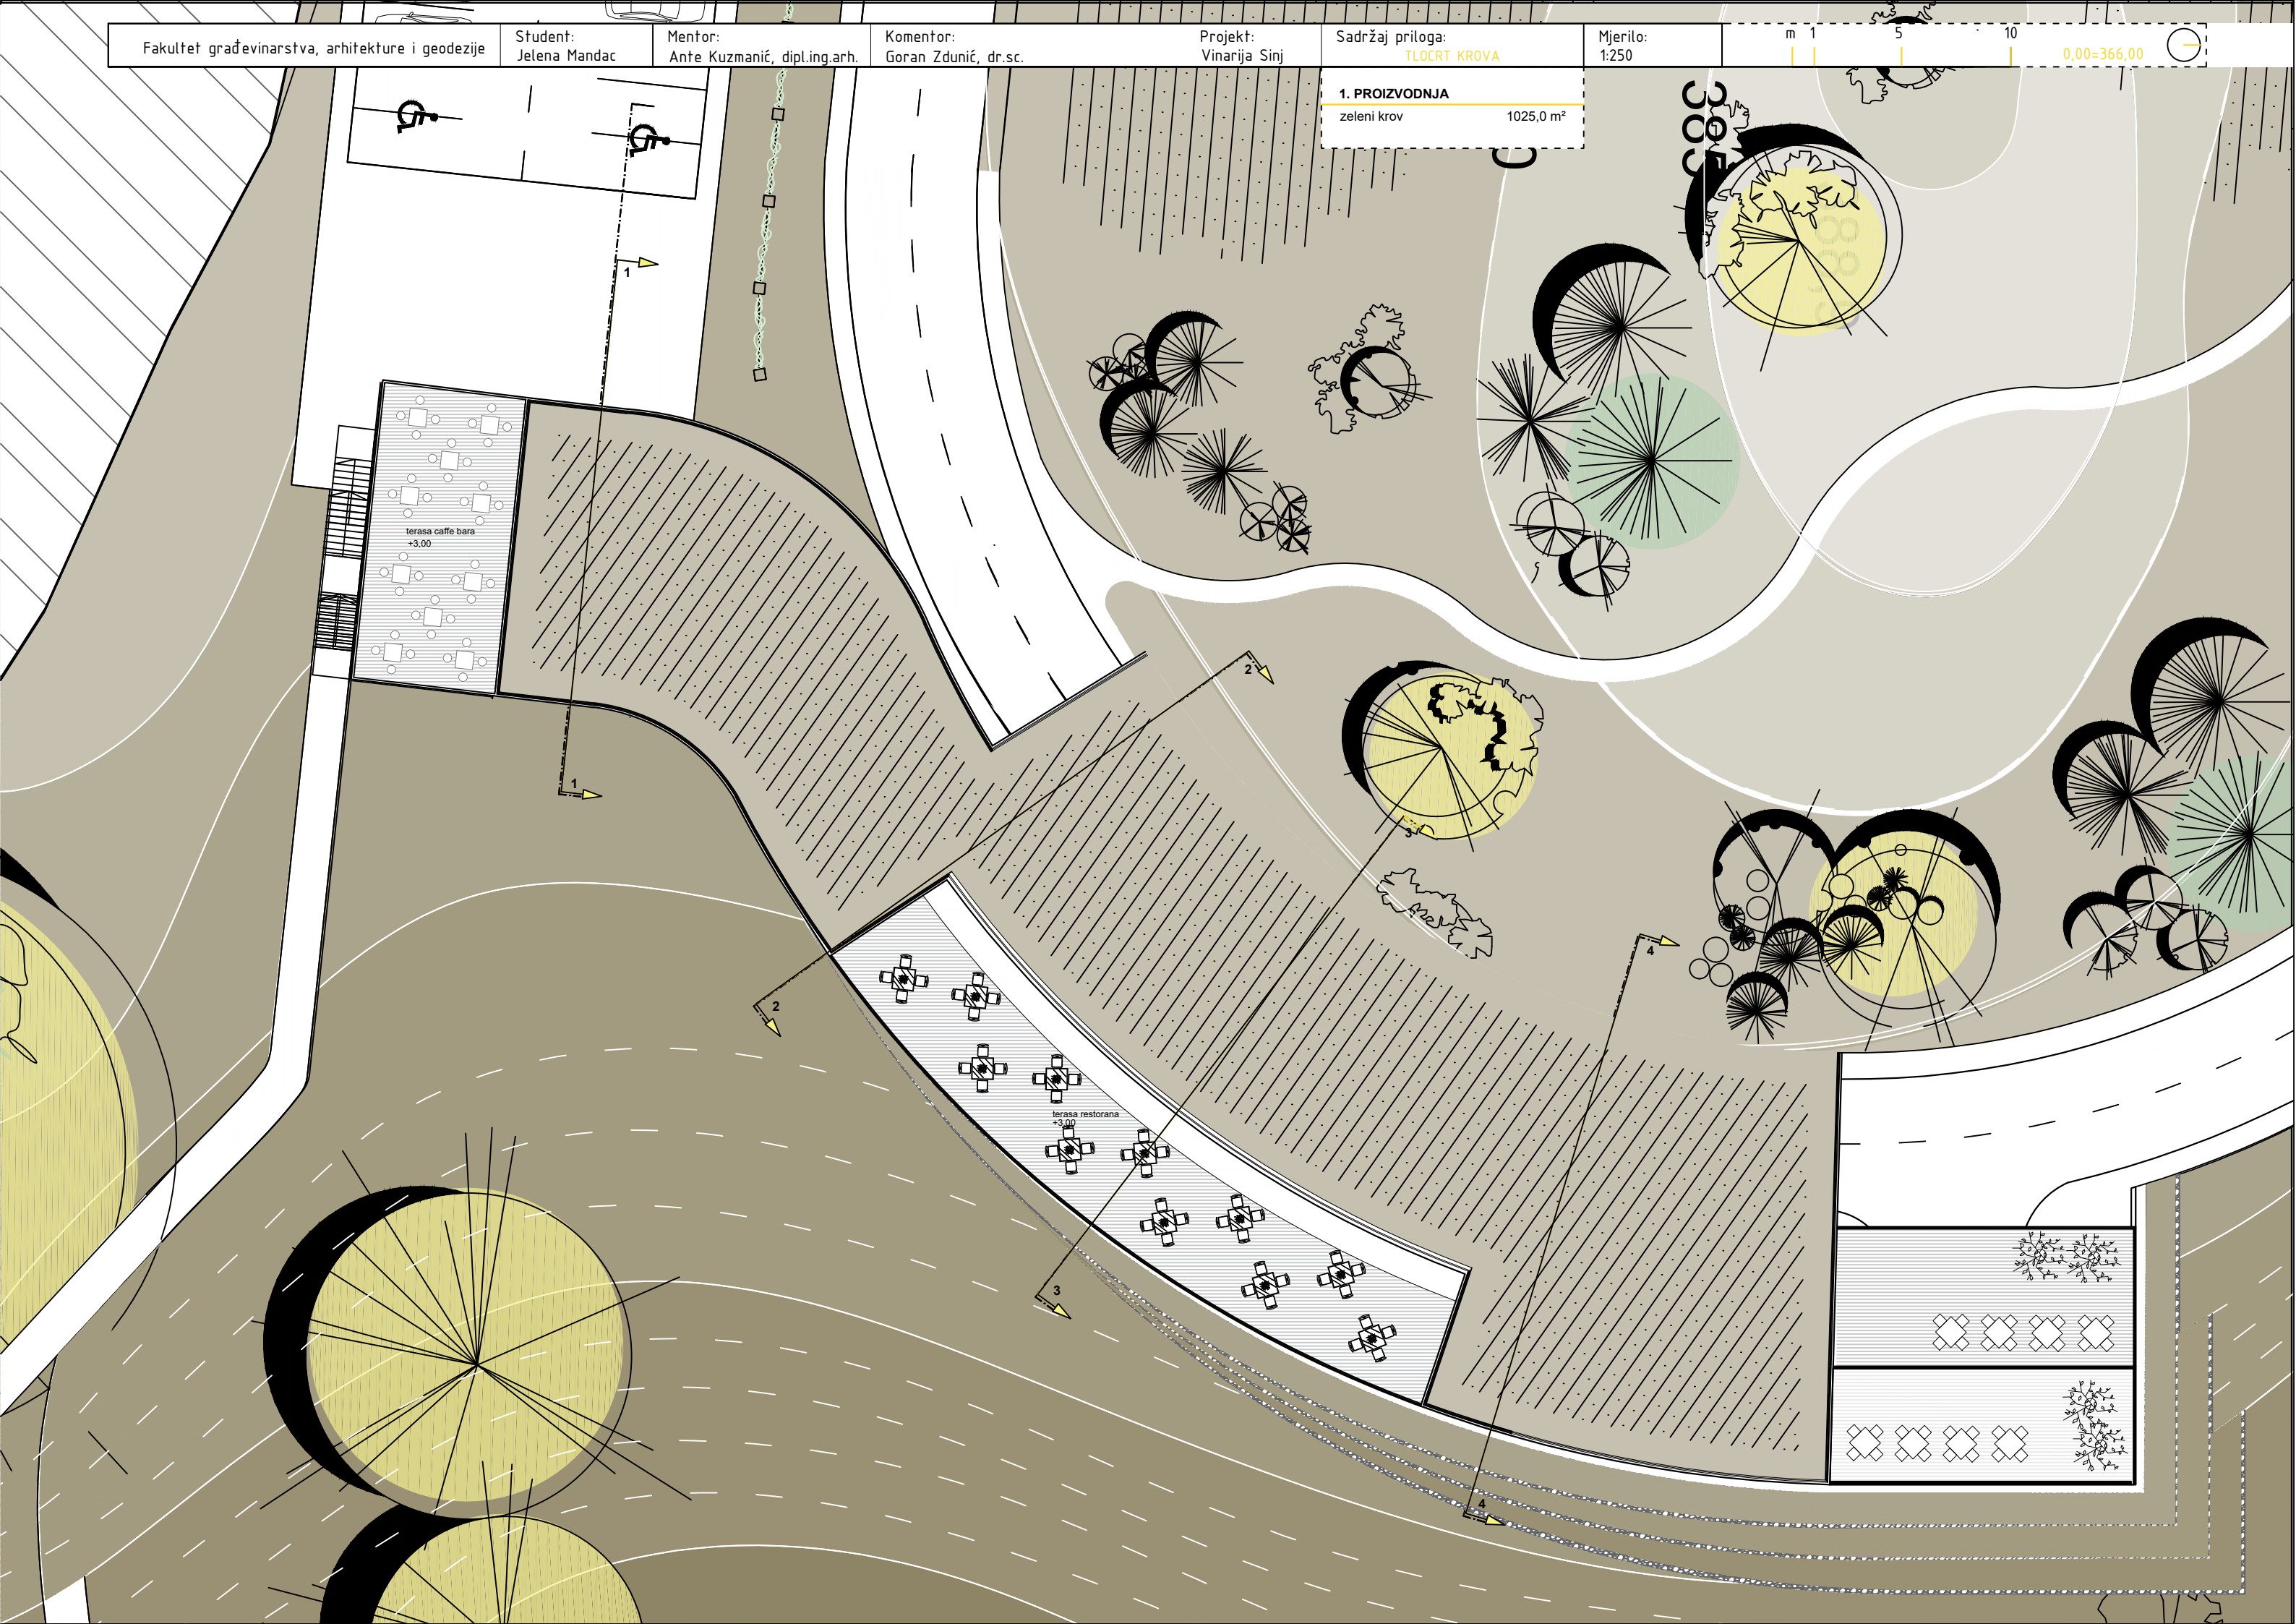 Fakultet građevinarstva, arhitekture i geodezije
Student:
Jelena Mandac
Mentor:
Ante Kuzmanić, dipl.ing.arh.
Komentor:
Goran Zdunić, dr.sc.
Projekt:
Vinarija Sinj
Sadržaj priloga:
TLOCRT KROVA
Mjerilo:
1:250
m 1 5 10
0,00=366,00
1. PROIZVODNJA
zeleni krov 1025,0 m²
1
terasa caffe bara
+3,00
2
1
3
4
2
terasa restorana
+3,00
3
4